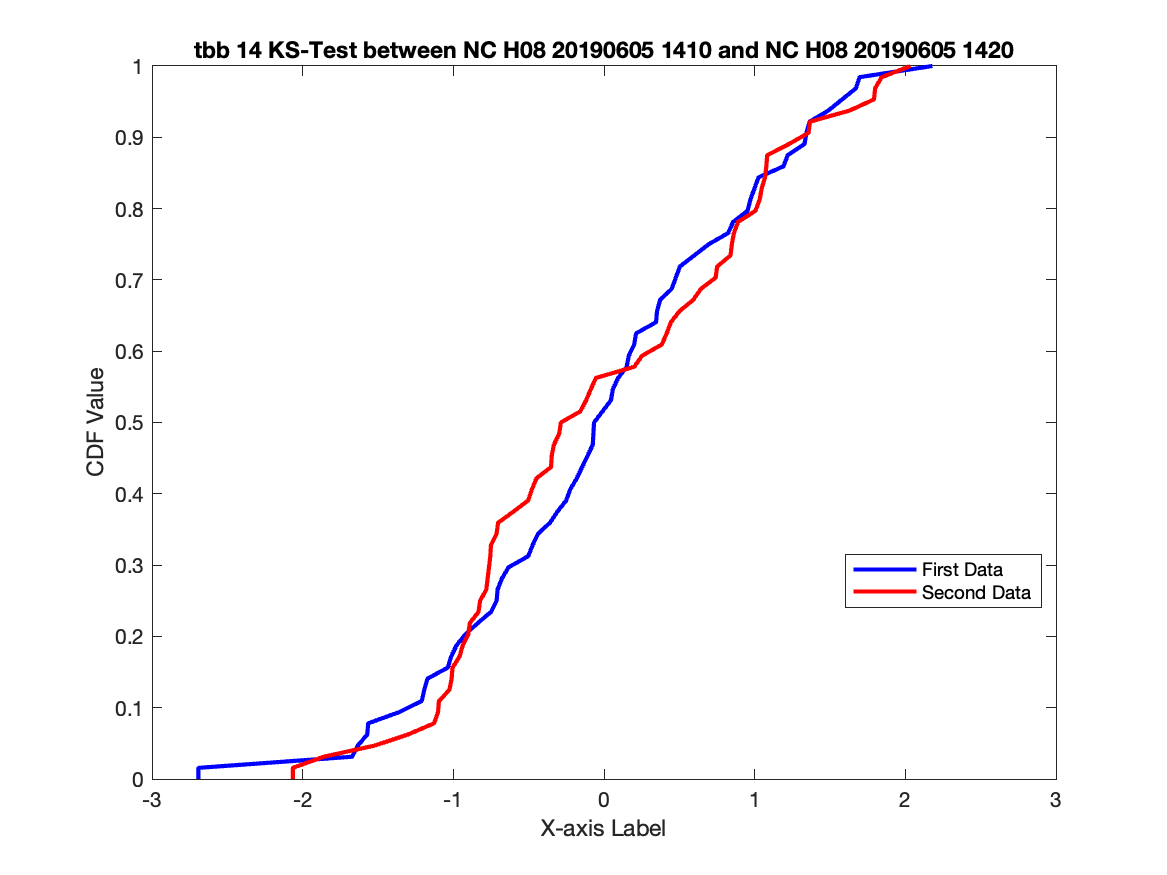 tbb 14 KS-Test between NC H08 20190605 1410 and NC H08 20190605 1420
1
0.9
0.8
0.7
0.6
0.5
0.4
0.3
0.2
0.1
0
CDF Value
First Data
Second Data
-3 -2 -1 0 1 2 3
X-axis Label